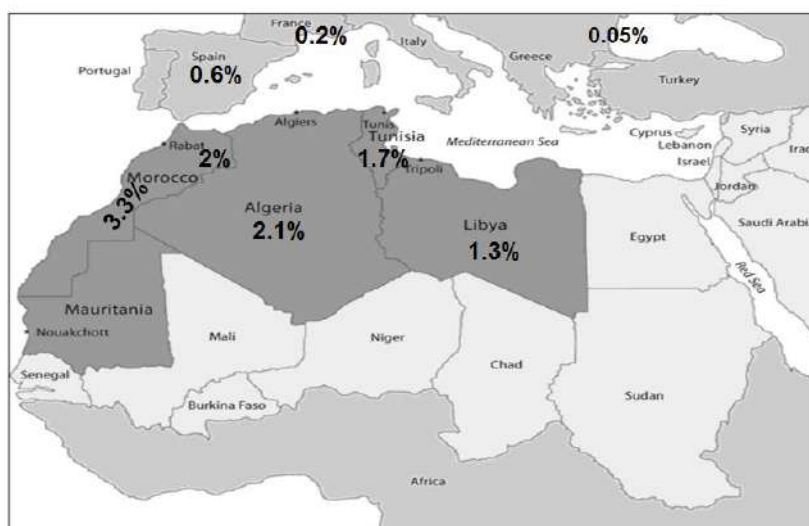 France
0.2%
0.05%
Italy
Spain
0.6%
Portugal
Greece
Turkey
Algiers
Tunis
Tunisia
1.7%
Mediterranean Sea
Cyprus
Syria
Lebanon
Iraq
Israel
Rabat
2%
Tripoli
Jordan
Morocco
3.3%
Algeria
2.1%
Libya
1.3%
Egypt
Saudi Arabi
Red Sea
Mauritania
Nouakchott
Mali
Niger
Chad
Sudan
Senegal
Burkina Faso
Africa